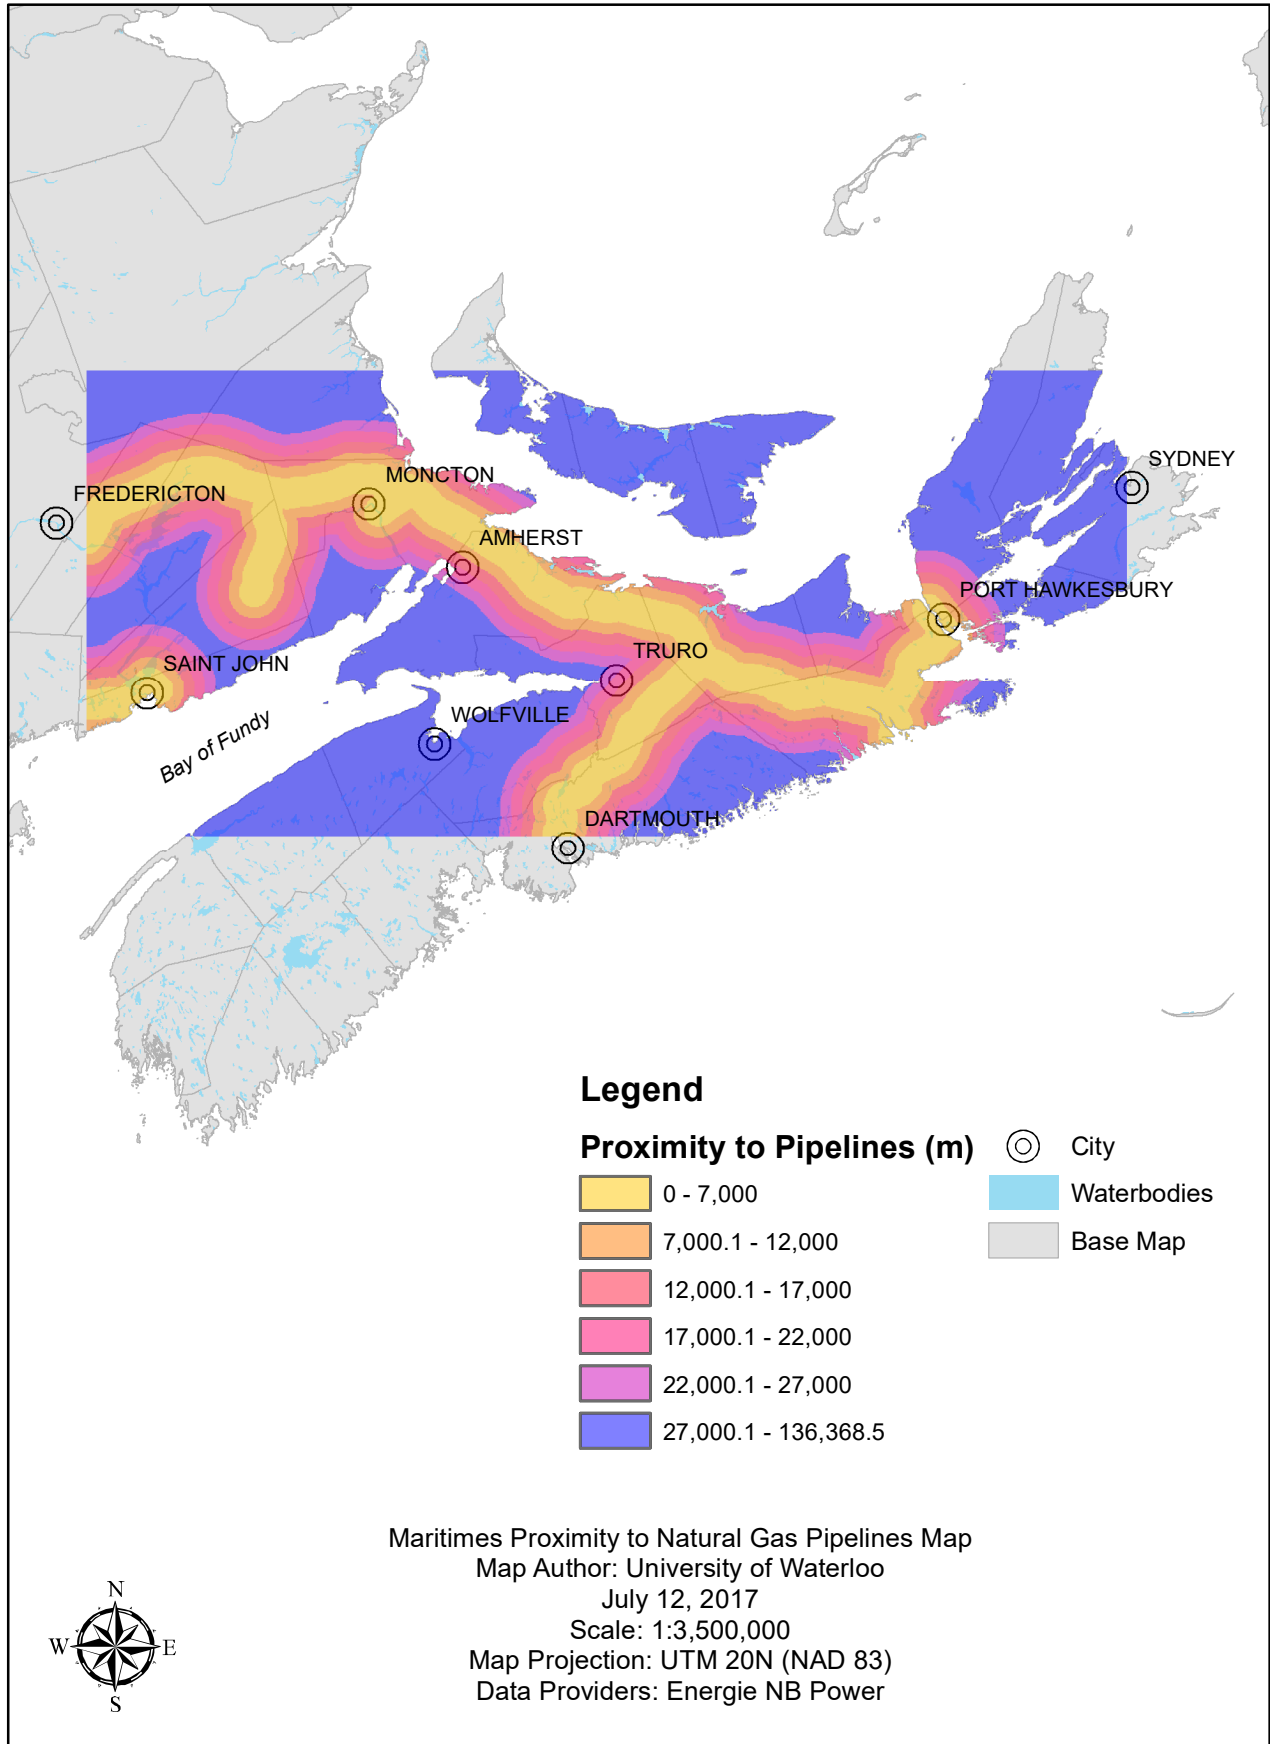 SYDNEY
MONCTON
FREDERICTON
AMHERST
PORT HAWKESBURY
TRURO
SAINT JOHN
WOLFVILLE
Bay of Fundy
DARTMOUTH
Legend
Proximity to Pipelines (m)
0 - 7,000
7,000.1 - 12,000
12,000.1 - 17,000
17,000.1 - 22,000
22,000.1 - 27,000
27,000.1 - 136,368.5
City
Waterbodies
Base Map
Maritimes Proximity to Natural Gas Pipelines Map
Map Author: University of Waterloo
July 12, 2017
Scale: 1:3,500,000
Map Projection: UTM 20N (NAD 83)
Data Providers: Energie NB Power
N
W E
S